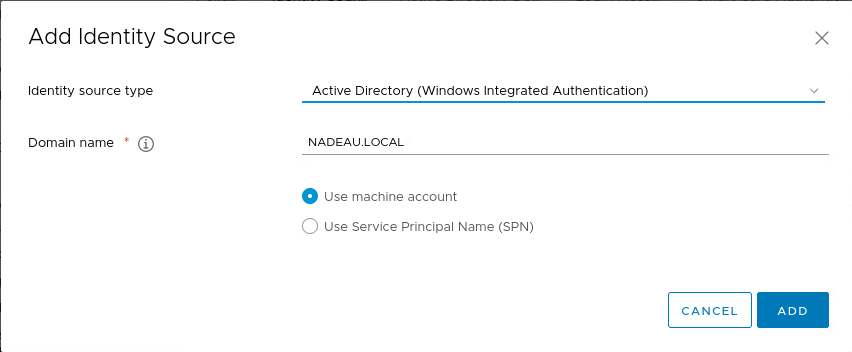 Add Identity Source
Identity source type
Active Directory (Windows Integrated Authentication)
Domain name *
NADEAU.LOCAL
Use machine account
Use Service Principal Name (SPN)
CANCEL
ADD